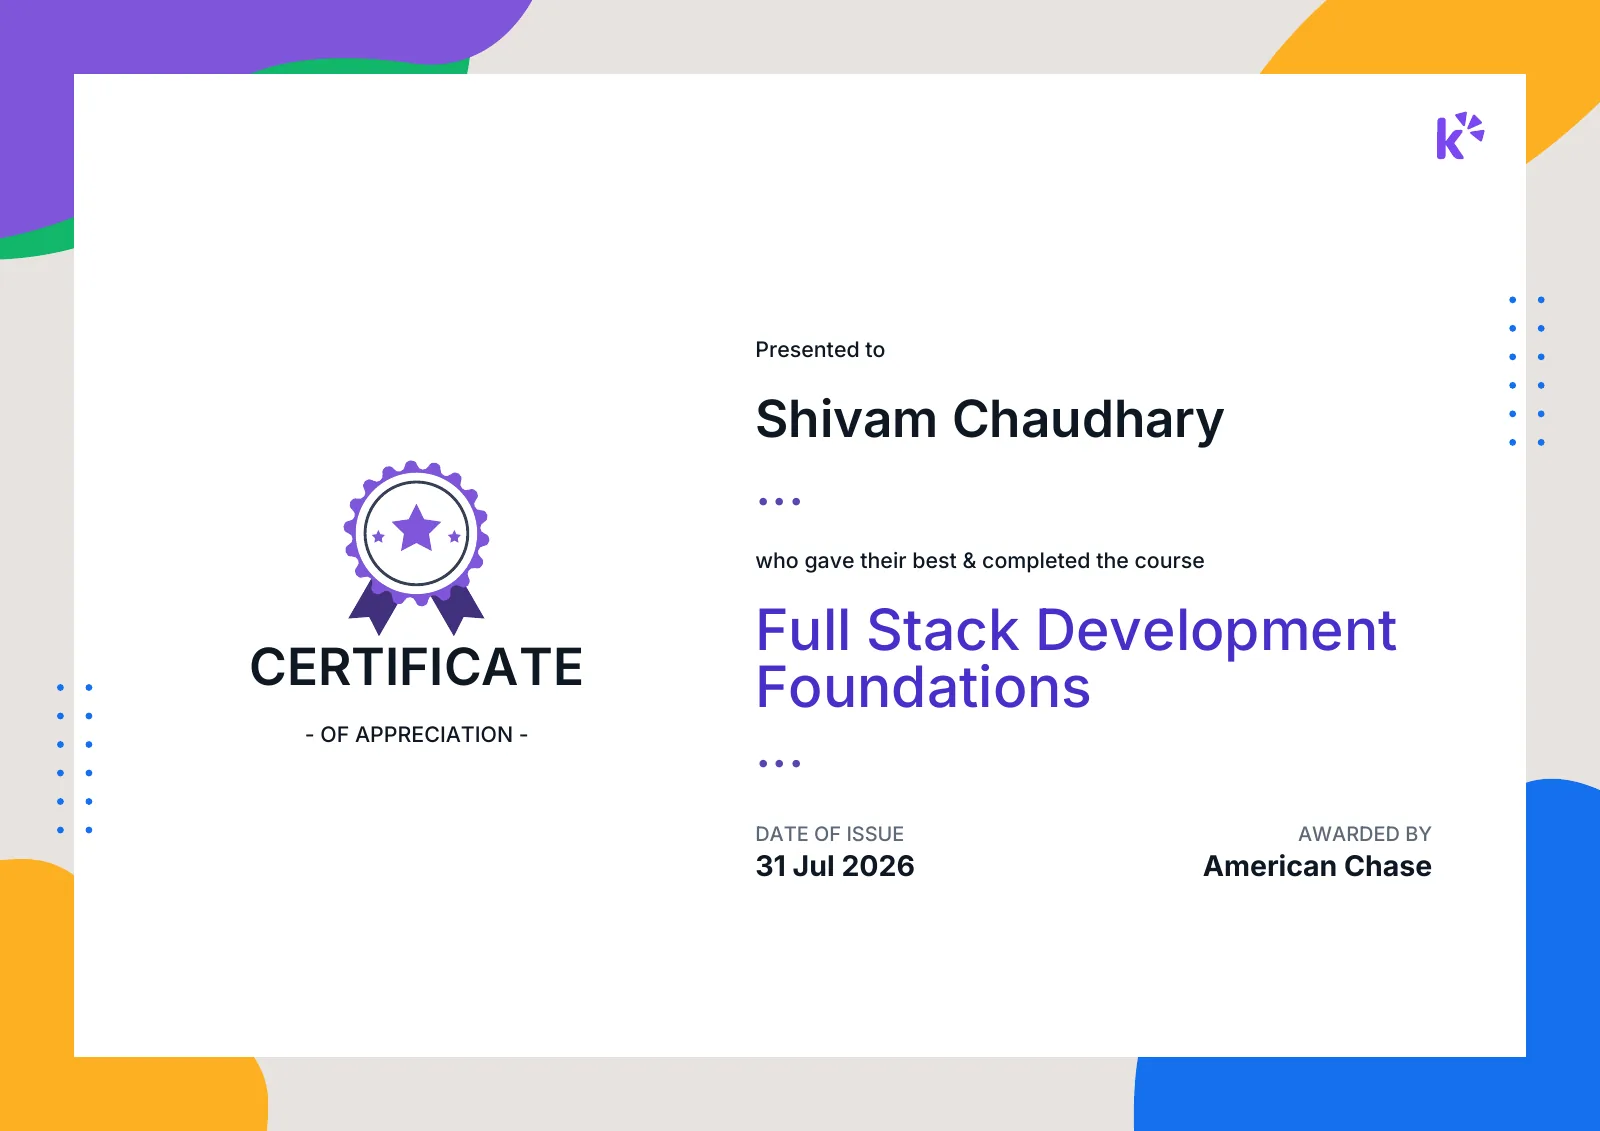 k
CERTIFICATE
- OF APPRECIATION -
Presented to
Shivam Chaudhary
...
who gave their best & completed the course
Full Stack Development
Foundations
...
DATE OF ISSUE
31 Jul 2026
AWARDED BY
American Chase